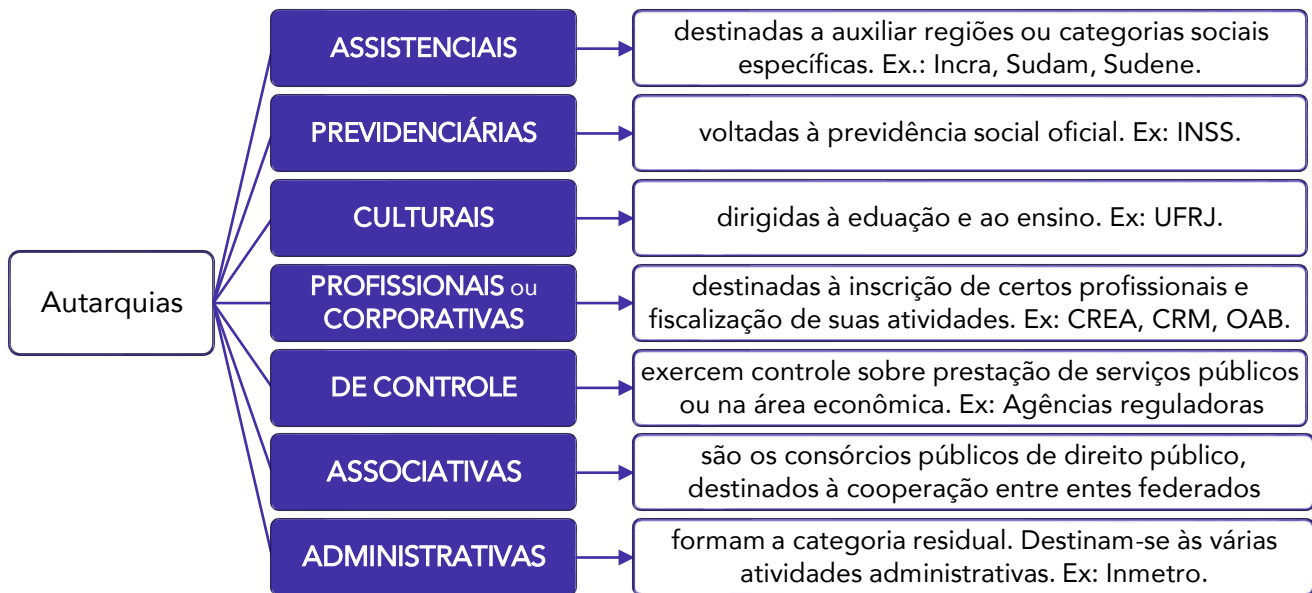 Autarquias
ASSISTENCIAIS
destinadas a auxiliar regiões ou categorias sociais
específicas. Ex.: Incra, Sudam, Sudene.
PREVIDENCIÁRIAS
voltadas à previdência social oficial. Ex: INSS.
CULTURAIS
dirigidas à eduação e ao ensino. Ex: UFRJ.
PROFISSIONAIS ou
CORPORATIVAS
destinadas à inscrição de certos profissionais e
fiscalização de suas atividades. Ex: CREA, CRM, OAB.
DE CONTROLE
exercem controle sobre prestação de serviços públicos
ou na área econômica. Ex: Agências reguladoras
ASSOCIATIVAS
são os consórcios públicos de direito público,
destinados à cooperação entre entes federados
ADMINISTRATIVAS
formam a categoria residual. Destinam-se às várias
atividades administrativas. Ex: Inmetro.